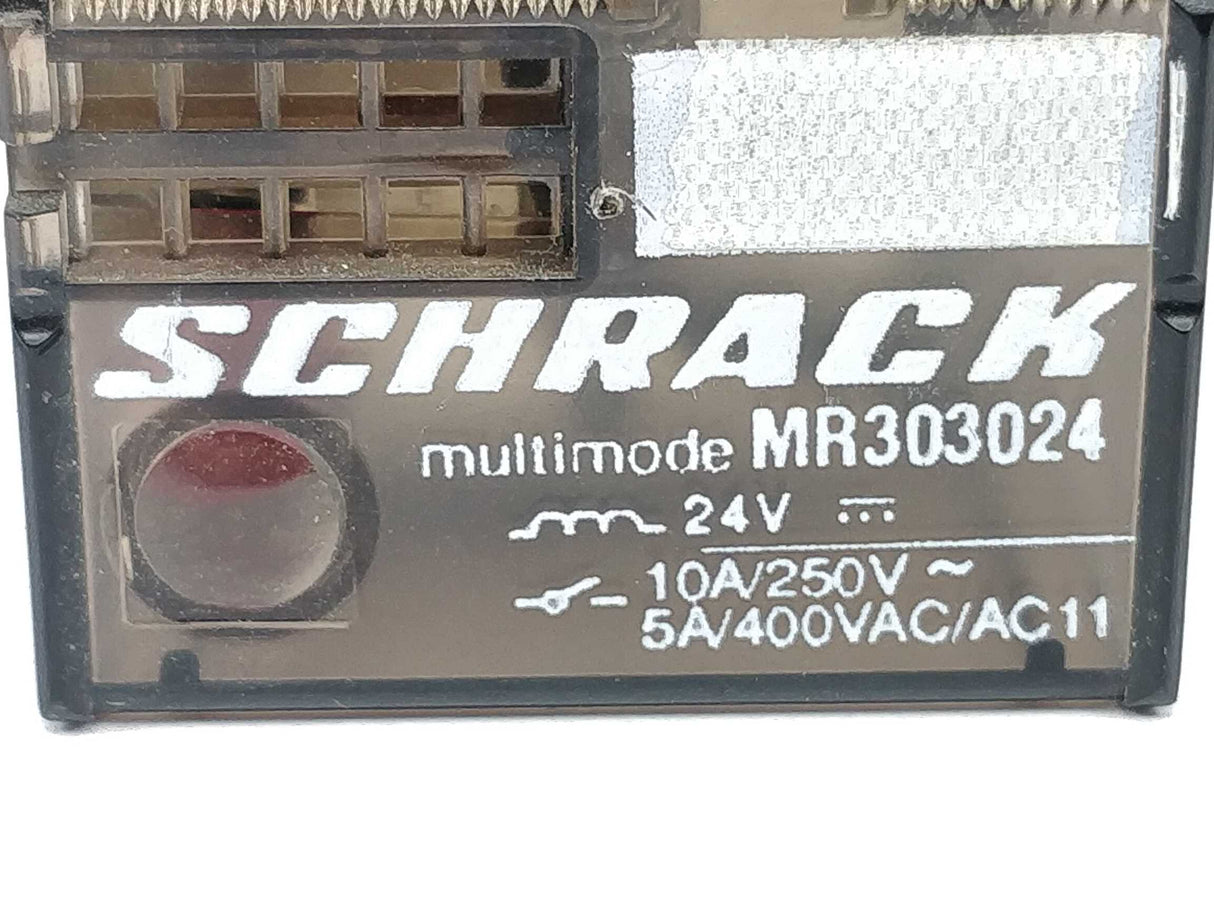 SCHRACK
multimode MR303024
24V ⎓
10A/250V ~
5A/400VAC/AC11